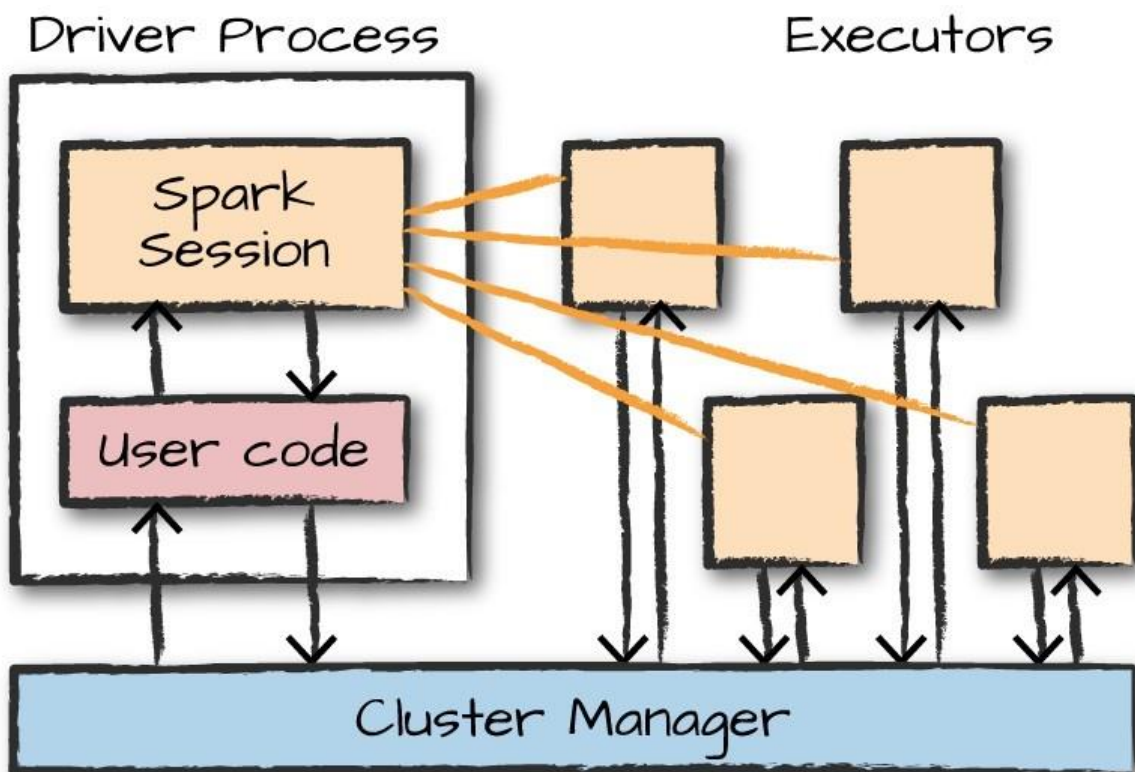 Driver Process
Executors
Spark
Session
User code
Cluster Manager